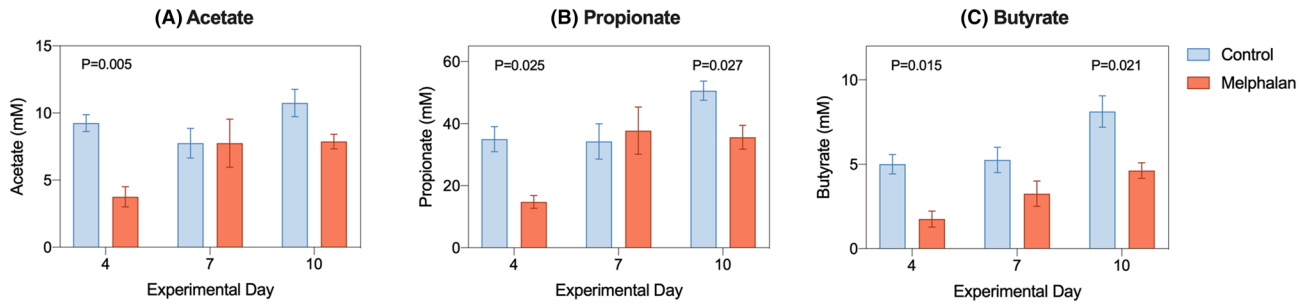 (A) Acetate
15
10
5
0
Acetate (mM)
P=0.005
4
7
10
Experimental Day
(B) Propionate
60
40
20
0
Propionate (mM)
P=0.025
P=0.027
4
7
10
Experimental Day
(C) Butyrate
10
5
0
Butyrate (mM)
P=0.015
P=0.021
4
7
10
Experimental Day
Control
Melphalan